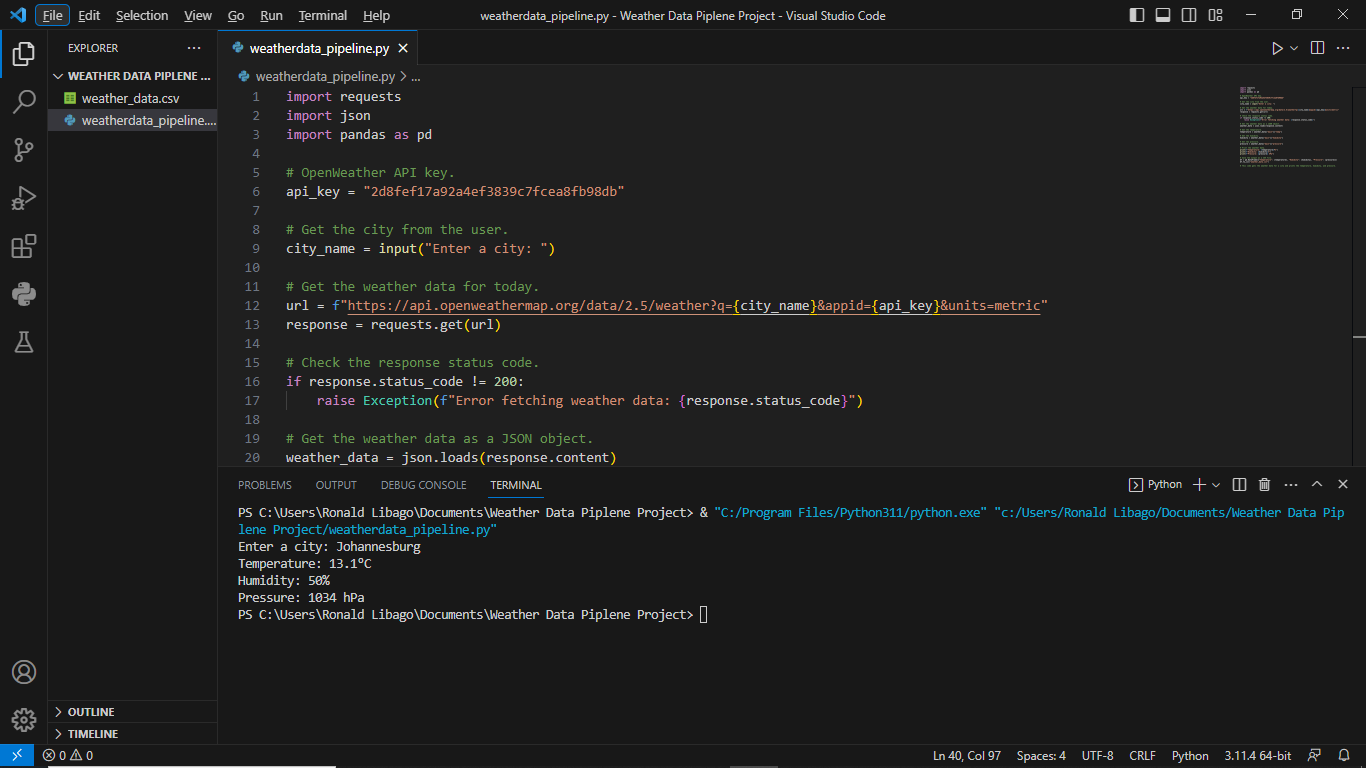 File Edit Selection View Go Run Terminal Help
weatherdata_pipeline.py - Weather Data Piplene Project - Visual Studio Code
EXPLORER
WEATHER DATA PIPLENE ...
weather_data.csv
weatherdata_pipeline....
OUTLINE
TIMELINE
weatherdata_pipeline.py
weatherdata_pipeline.py > ...
1 import requests
2 import json
3 import pandas as pd
4
5 # OpenWeather API key.
6 api_key = "2d8fef17a92a4ef3839c7fcea8fb98db"
7
8 # Get the city from the user.
9 city_name = input("Enter a city: ")
10
11 # Get the weather data for today.
12 url = f"https://api.openweathermap.org/data/2.5/weather?q={city_name}&appid={api_key}&units=metric"
13 response = requests.get(url)
14
15 # Check the response status code.
16 if response.status_code != 200:
17     raise Exception(f"Error fetching weather data: {response.status_code}")
18
19 # Get the weather data as a JSON object.
20 weather_data = json.loads(response.content)
PROBLEMS OUTPUT DEBUG CONSOLE TERMINAL
Python
PS C:\Users\Ronald Libago\Documents\Weather Data Piplene Project> & "C:/Program Files/Python311/python.exe" "c:/Users/Ronald Libago/Documents/Weather Data Pip
lene Project/weatherdata_pipeline.py"
Enter a city: Johannesburg
Temperature: 13.1°C
Humidity: 50%
Pressure: 1034 hPa
PS C:\Users\Ronald Libago\Documents\Weather Data Piplene Project>
0 0 Ln 40, Col 97 Spaces: 4 UTF-8 CRLF Python 3.11.4 64-bit